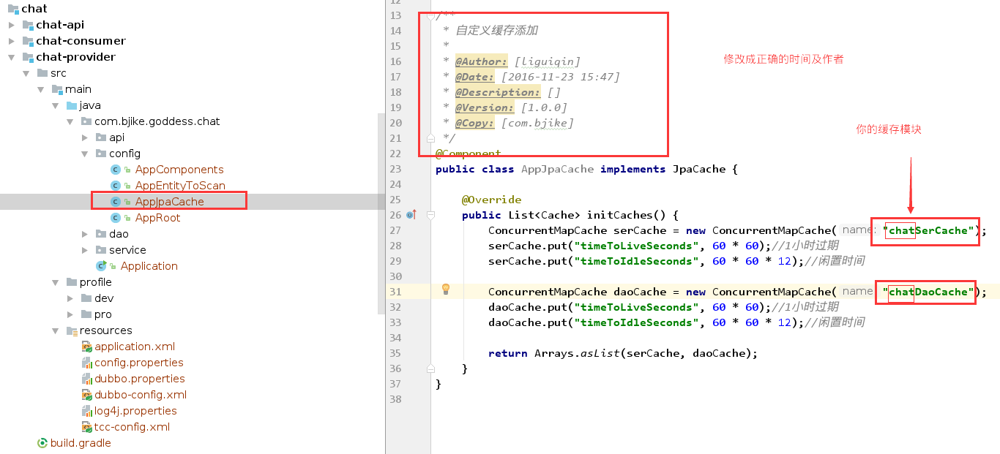 chat
chat-api
chat-consumer
chat-provider
src
main
java
com.bjike.goddess.chat
api
config
AppComponents
AppEntityToScan
AppJpaCache
AppRoot
dao
service
Application
profile
dev
pro
resources
application.xml
config.properties
dubbo.properties
dubbo-config.xml
log4j.properties
tcc-config.xml
build.gradle
12
13 /**
14 * 自定义缓存添加
15 *
16 * @Author: [liguiqin]
17 * @Date: [2016-11-23 15:47]
18 * @Description: []
19 * @Version: [1.0.0]
20 * @Copy: [com.bjike]
21 */
22 @Component
23 public class AppJpaCache implements JpaCache {
24
25 @Override
26 public List<Cache> initCaches() {
27 ConcurrentMapCache serCache = new ConcurrentMapCache( name: "chatSerCache");
28 serCache.put("timeToLiveSeconds", 60 * 60);//1小时过期
29 serCache.put("timeToIdleSeconds", 60 * 60 * 12);//闲置时间
30
31 ConcurrentMapCache daoCache = new ConcurrentMapCache( name: "chatDaoCache");
32 daoCache.put("timeToLiveSeconds", 60 * 60);//1小时过期
33 daoCache.put("timeToIdleSeconds", 60 * 60 * 12);//闲置时间
34
35 return Arrays.asList(serCache, daoCache);
36 }
37 }
38
修改成正确的时间及作者
你的缓存模块